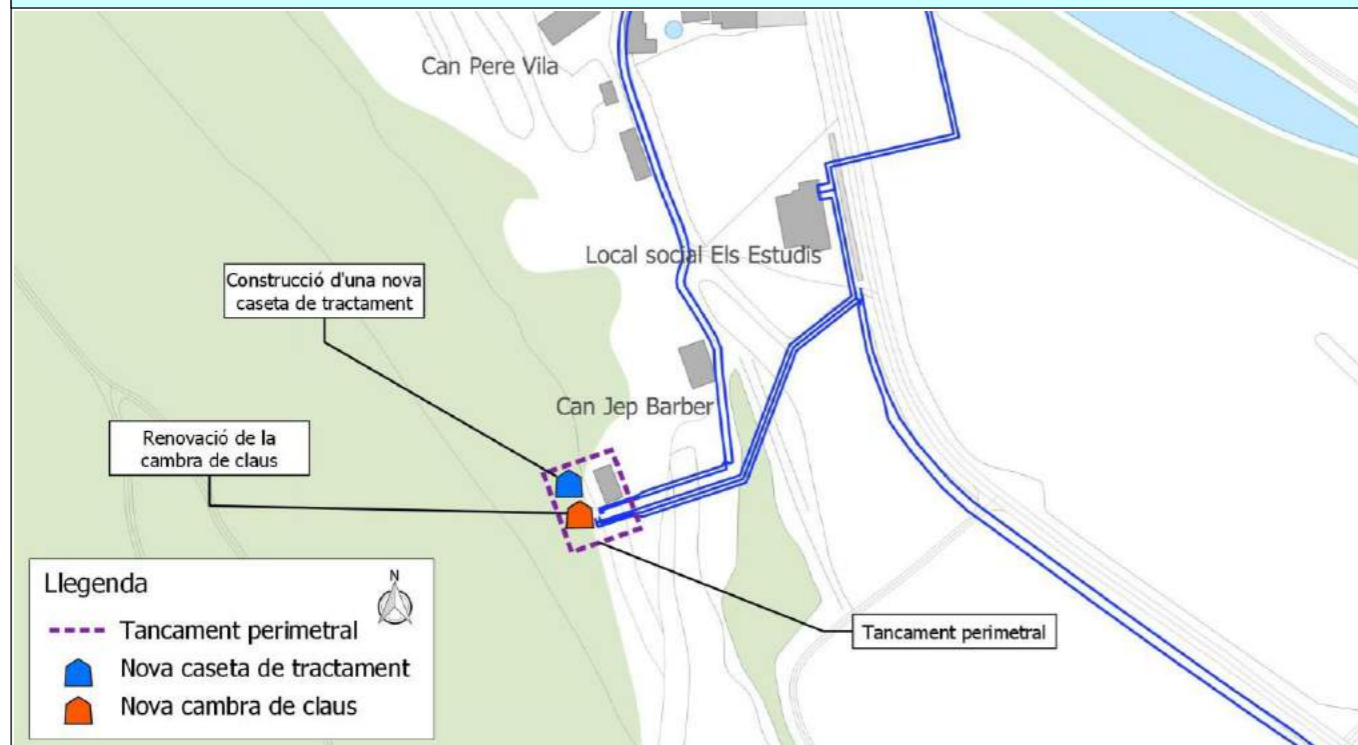 Can Pere Vila
Local social Els Estudis
Construcció d'una nova
caseta de tractament
Can Jep Barber
Renovació de la
cambra de claus
Llegenda
N
Tancament perimetral
Nova caseta de tractament
Nova cambra de claus
Tancament perimetral